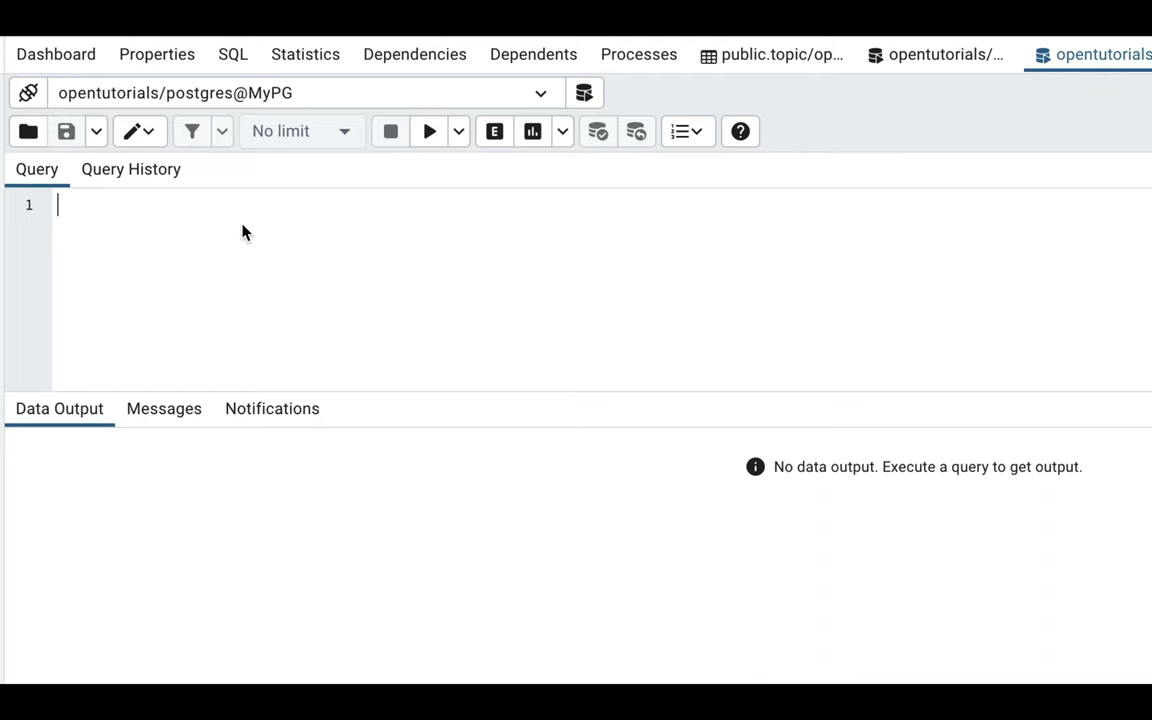 Dashboard Properties SQL Statistics Dependencies Dependents Processes public.topic/op... opentutorials/... opentutorials
opentutorials/postgres@MyPG
No limit E
Query Query History
1
Data Output Messages Notifications
No data output. Execute a query to get output.